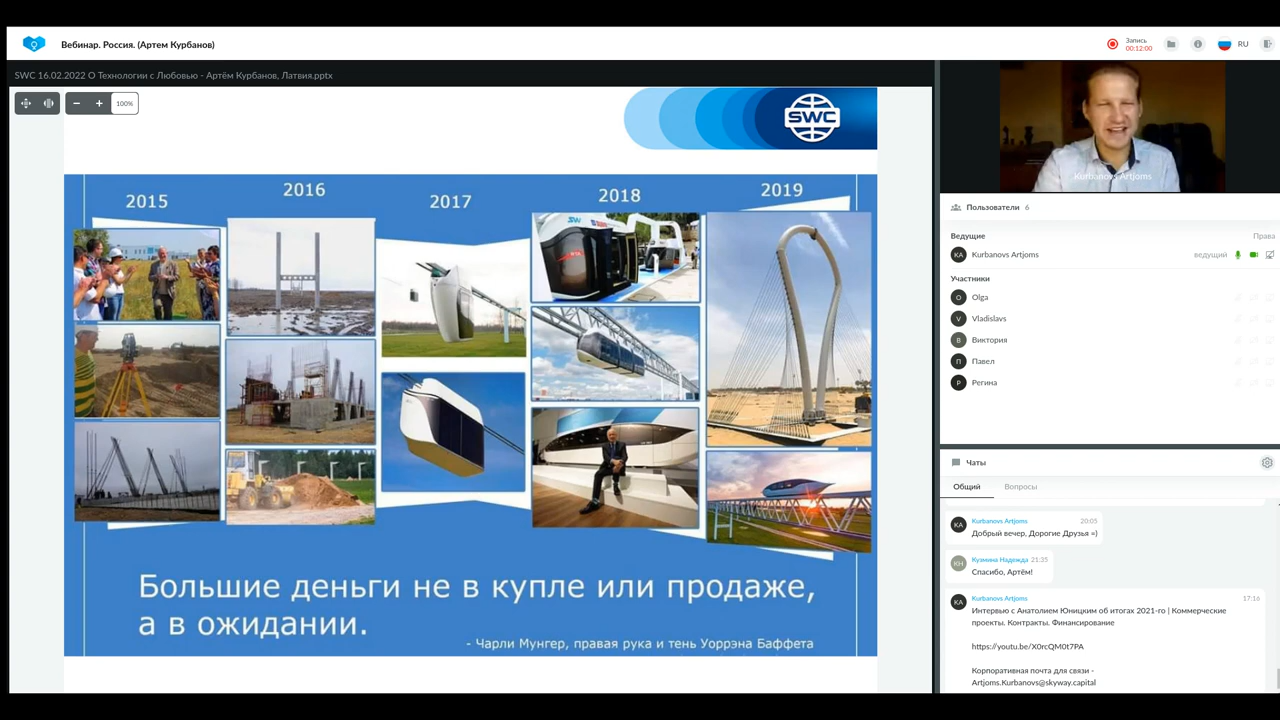 Вебинар. Россия. (Артем Курбанов)
Запись
00:12:00
RU
SWC 16.02.2022 О Технологии с Любовью - Артём Курбанов, Латвия.pptx
100%
SWC
2015
2016
2017
2018
2019
Большие деньги не в купле или продаже,
а в ожидании.
- Чарли Мунгер, правая рука и тень Уоррэна Баффета
Kurbanovs Artjoms
Пользователи 6
Ведущие Права
KA Kurbanovs Artjoms ведущий
Участники
O Olga
V Vladislavs
В Виктория
П Павел
Р Регина
Чаты
Общий Вопросы
KA Kurbanovs Artjoms 20:05
Добрый вечер, Дорогие Друзья =)
КН Кузмина Надежда 21:35
Спасибо, Артём!
KA Kurbanovs Artjoms 17:16
Интервью с Анатолием Юницким об итогах 2021-го | Коммерческие
проекты. Контракты. Финансирование
https://youtu.be/X0rcQM0t7PA
Корпоративная почта для связи -
Artjoms.Kurbanovs@skyway.capital